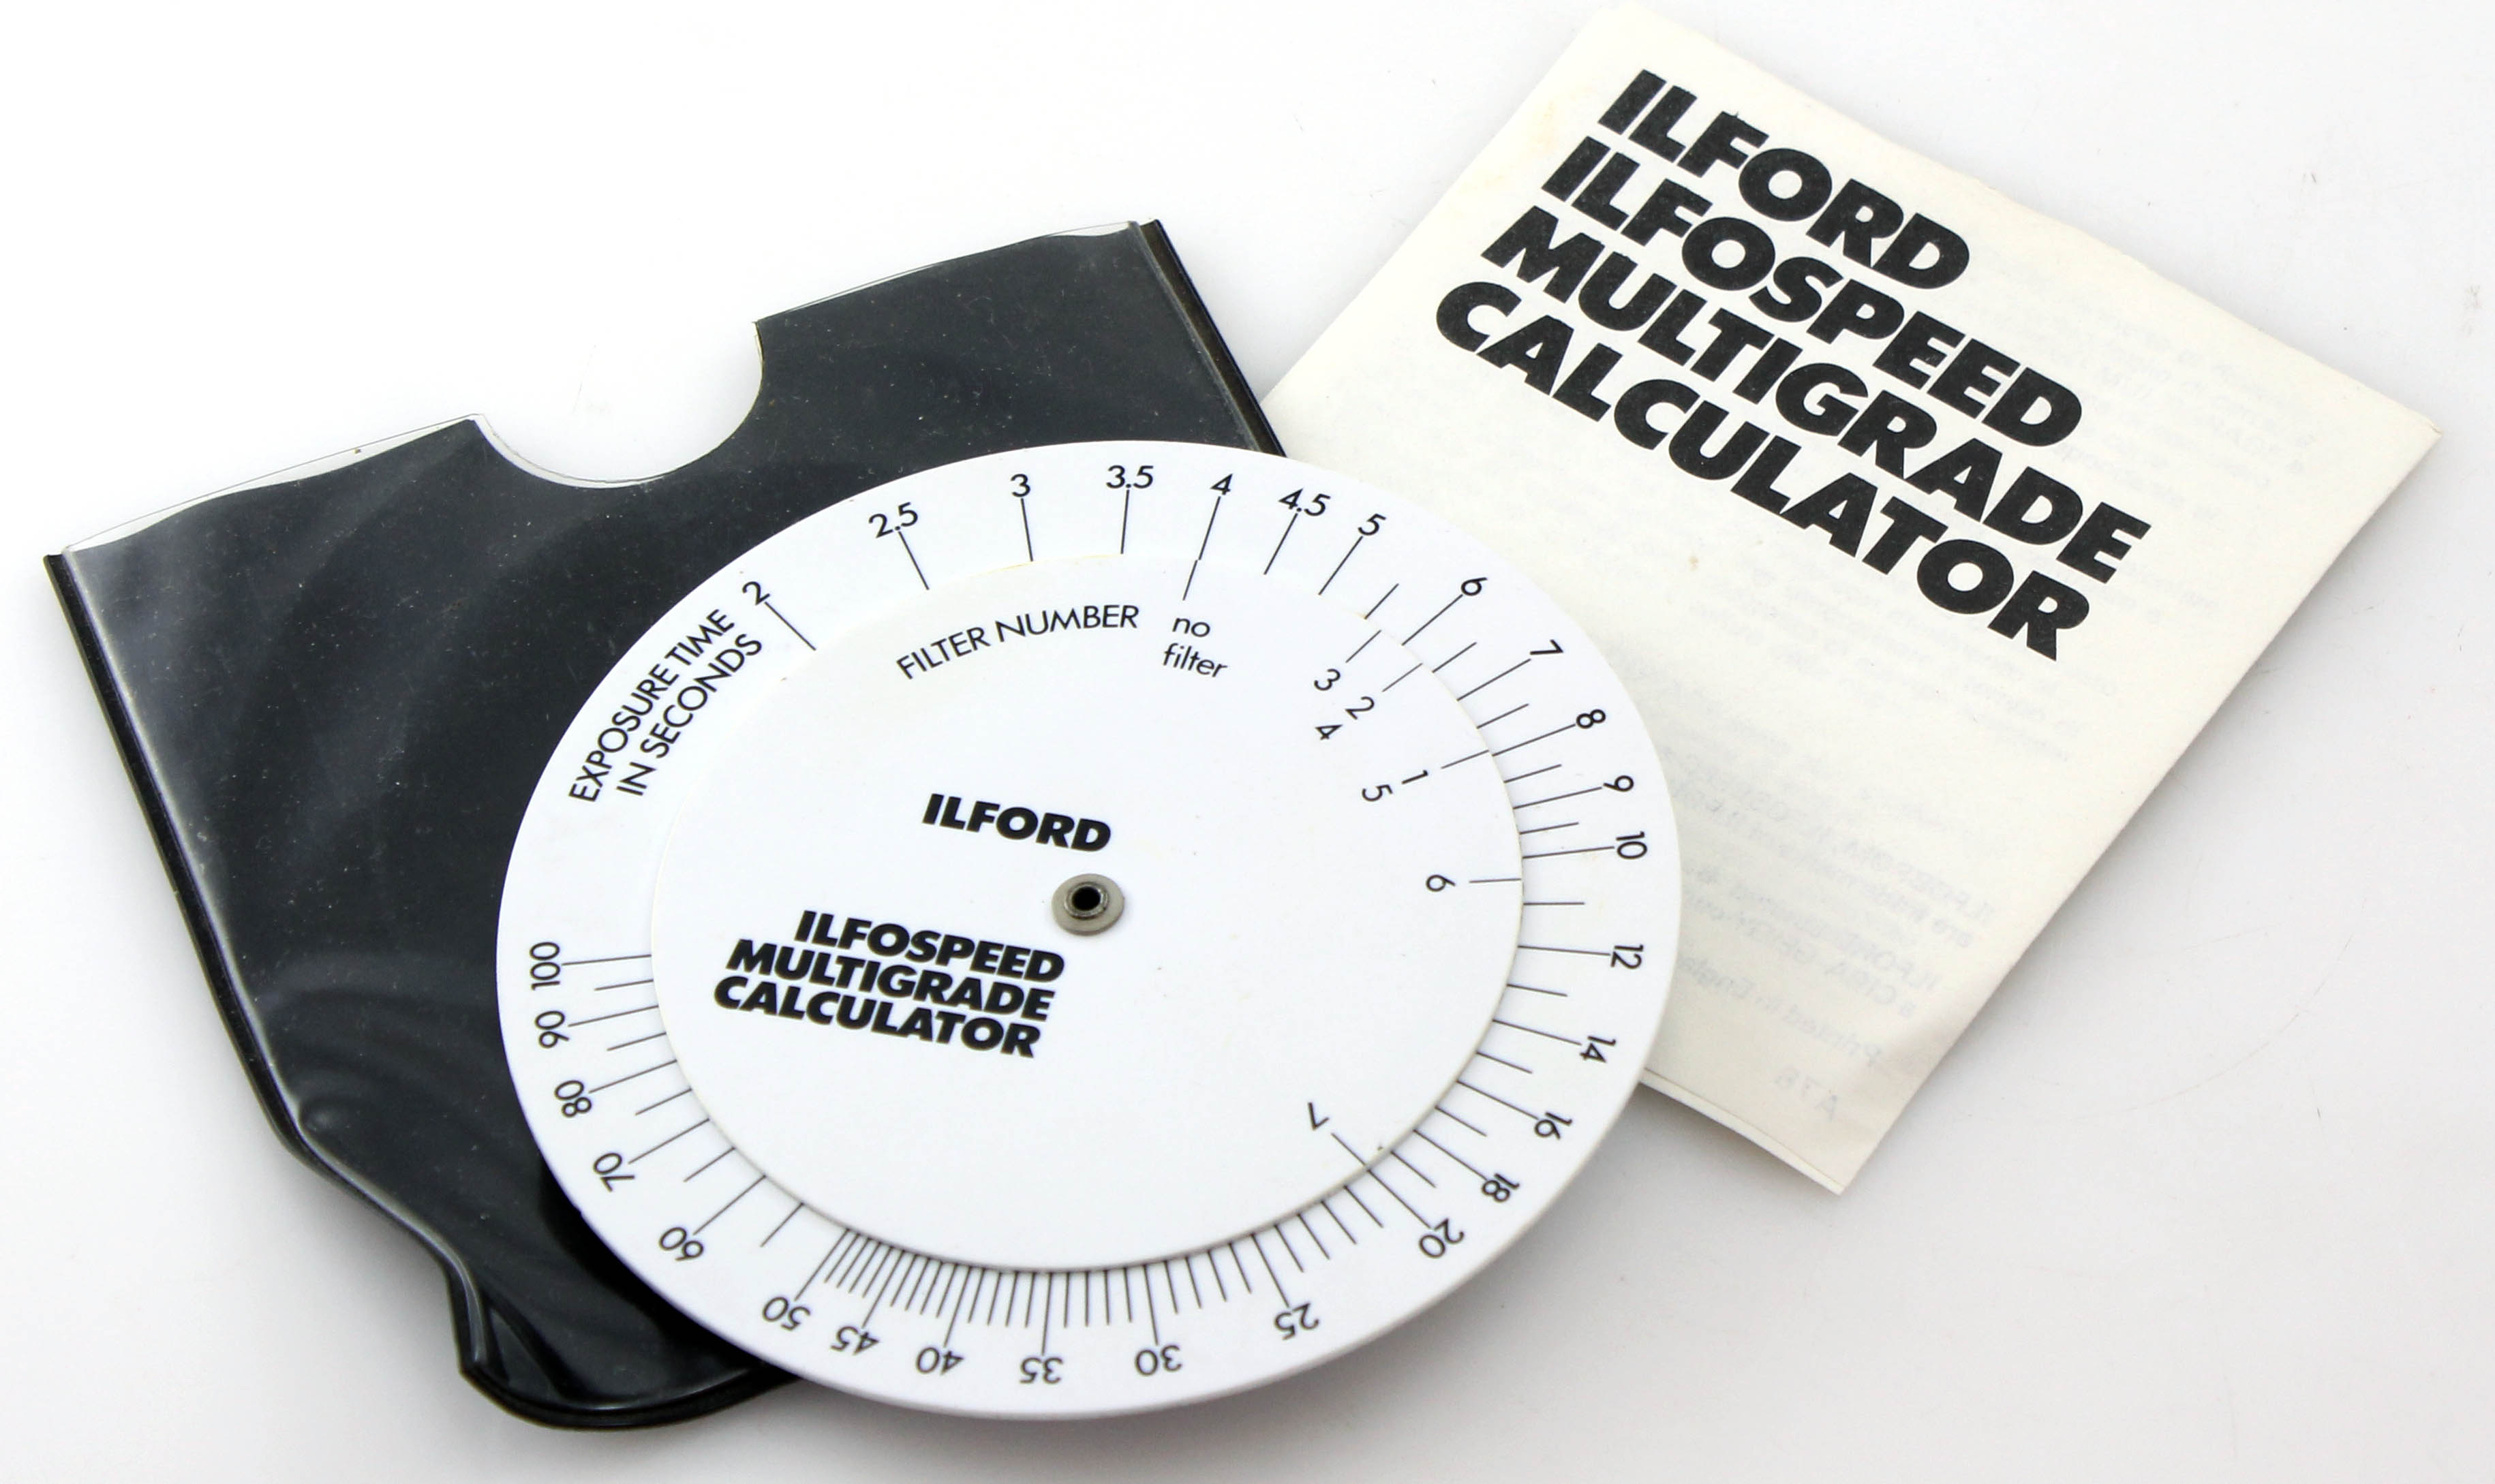 ILFORD
ILFOSPEED
MULTIGRADE
CALCULATOR
EXPOSURE TIME
IN SECONDS
2
2.5
3
3.5
4
4.5
5
6
7
8
9
10
12
14
16
18
20
25
30
35
40
45
50
60
70
80
90
100
FILTER NUMBER
no
filter
3
2
4
1
5
6
7
ILFORD
ILFOSPEED
MULTIGRADE
CALCULATOR